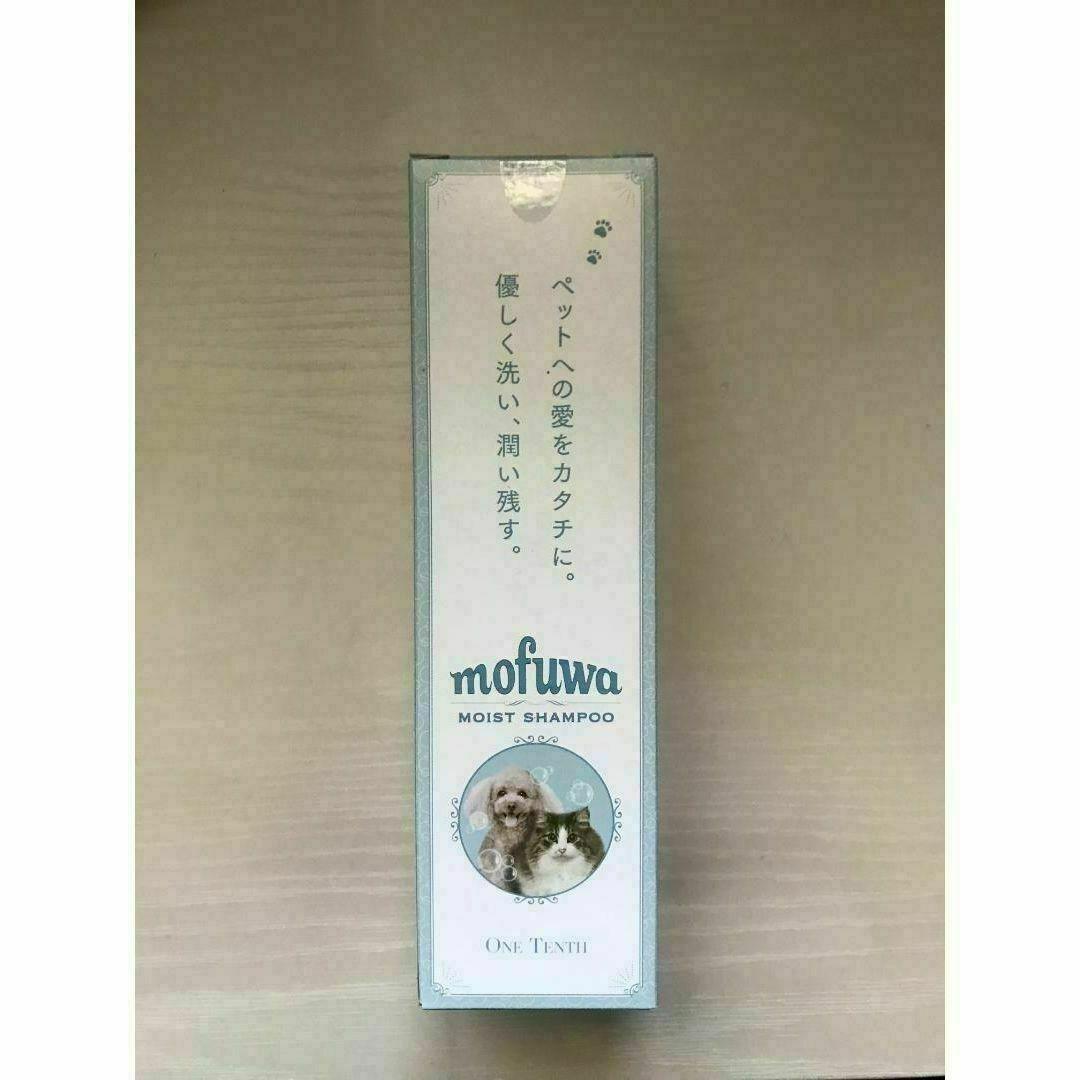 ペットへの愛をカタチに。
優しく洗い、潤い残す。
mofuwa
MOIST SHAMPOO
ONE TENTH